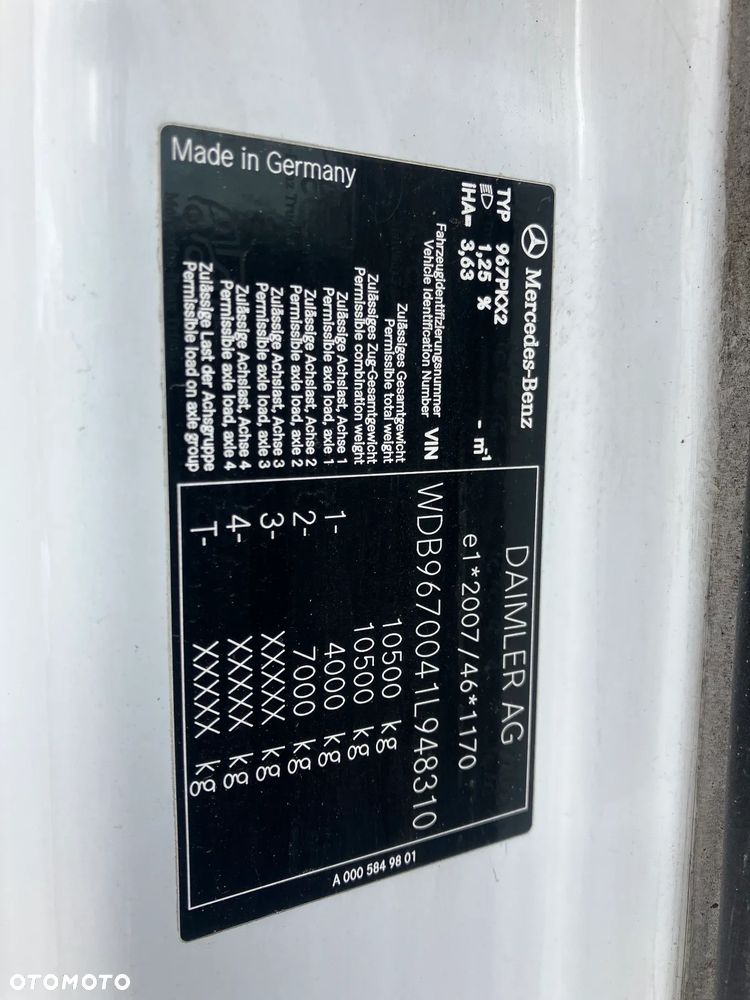 Mercedes-Benz
DAIMLER AG
TYP 967PKX2
1,25 % - m-1
e1*2007/46*1170
iHA= 3,63
Fahrzeugidentifizierungsnummer
Vehicle Identification Number VIN WDB9670041L948310
Zulässiges Gesamtgewicht
Permissible total weight 10500 kg
Zulässiges Zug-Gesamtgewicht
Permissible combination weight 10500 kg
Zulässige Achslast, Achse 1
Permissible axle load, axle 1 1- 4000 kg
Zulässige Achslast, Achse 2
Permissible axle load, axle 2 2- 7000 kg
Zulässige Achslast, Achse 3
Permissible axle load, axle 3 3- XXXXX kg
Zulässige Achslast, Achse 4
Permissible axle load, axle 4 4- XXXXX kg
Zulässige Last der Achsgruppe
Permissible load on axle group T- XXXXX kg
Made in Germany
A 000 584 98 01
OTOMOTO